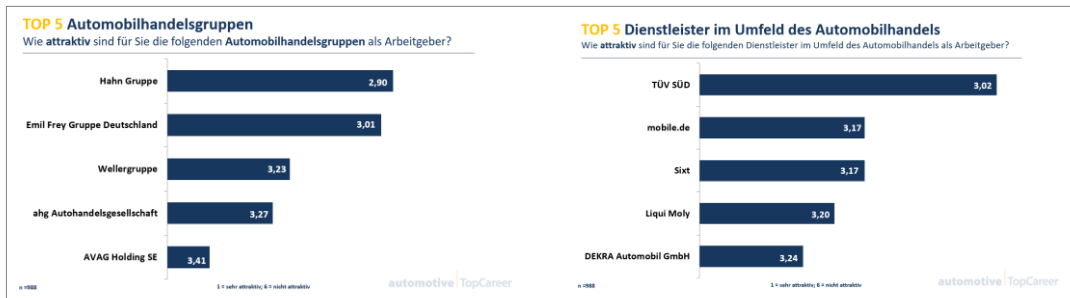 TOP 5 Automobilhandelsgruppen
Wie attraktiv sind für Sie die folgenden Automobilhandelsgruppen als Arbeitgeber?
Hahn Gruppe 2,90
Emil Frey Gruppe Deutschland 3,01
Wellergruppe 3,23
ahg Autohandelsgesellschaft 3,27
AVAG Holding SE 3,41
n =988 1 = sehr attraktiv; 6 = nicht attraktiv
automotive | TopCareer
TOP 5 Dienstleister im Umfeld des Automobilhandels
Wie attraktiv sind für Sie die folgenden Dienstleister im Umfeld des Automobilhandels als Arbeitgeber?
TÜV SÜD 3,02
mobile.de 3,17
Sixt 3,17
Liqui Moly 3,20
DEKRA Automobil GmbH 3,24
n =988 1 = sehr attraktiv; 6 = nicht attraktiv
automotive | TopCareer